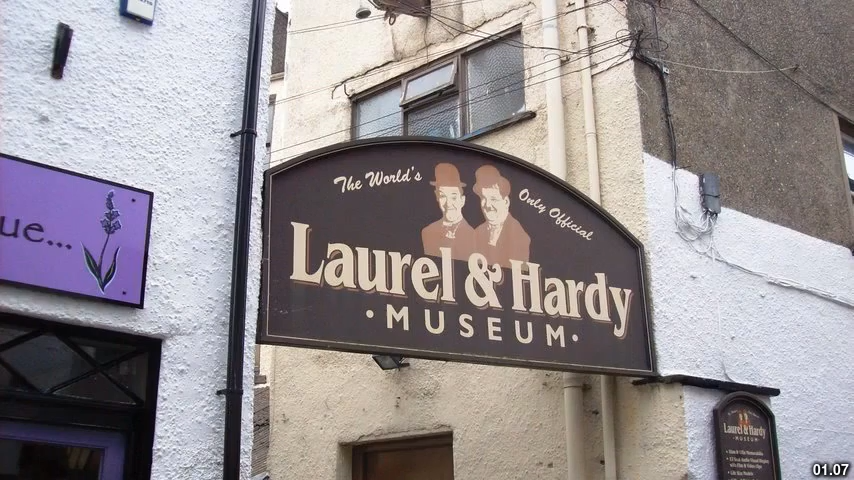 ue...
The World's
Only Official
Laurel & Hardy
· MUSEUM ·
Laurel & Hardy
· MUSEUM ·
01.07